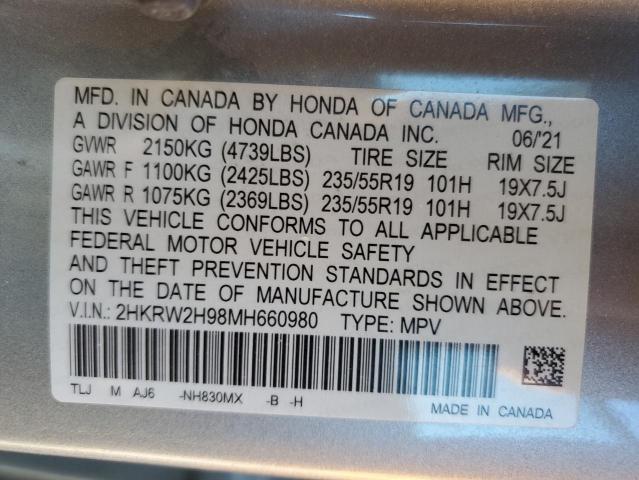 MFD. IN CANADA BY HONDA OF CANADA MFG.,
A DIVISION OF HONDA CANADA INC. 06/'21
GVWR 2150KG (4739LBS) TIRE SIZE RIM SIZE
GAWR F 1100KG (2425LBS) 235/55R19 101H 19X7.5J
GAWR R 1075KG (2369LBS) 235/55R19 101H 19X7.5J
THIS VEHICLE CONFORMS TO ALL APPLICABLE
FEDERAL MOTOR VEHICLE SAFETY
AND THEFT PREVENTION STANDARDS IN EFFECT
ON THE DATE OF MANUFACTURE SHOWN ABOVE.
V.I.N.: 2HKRW2H98MH660980 TYPE: MPV
TLJ M AJ6 -NH830MX -B -H
MADE IN CANADA